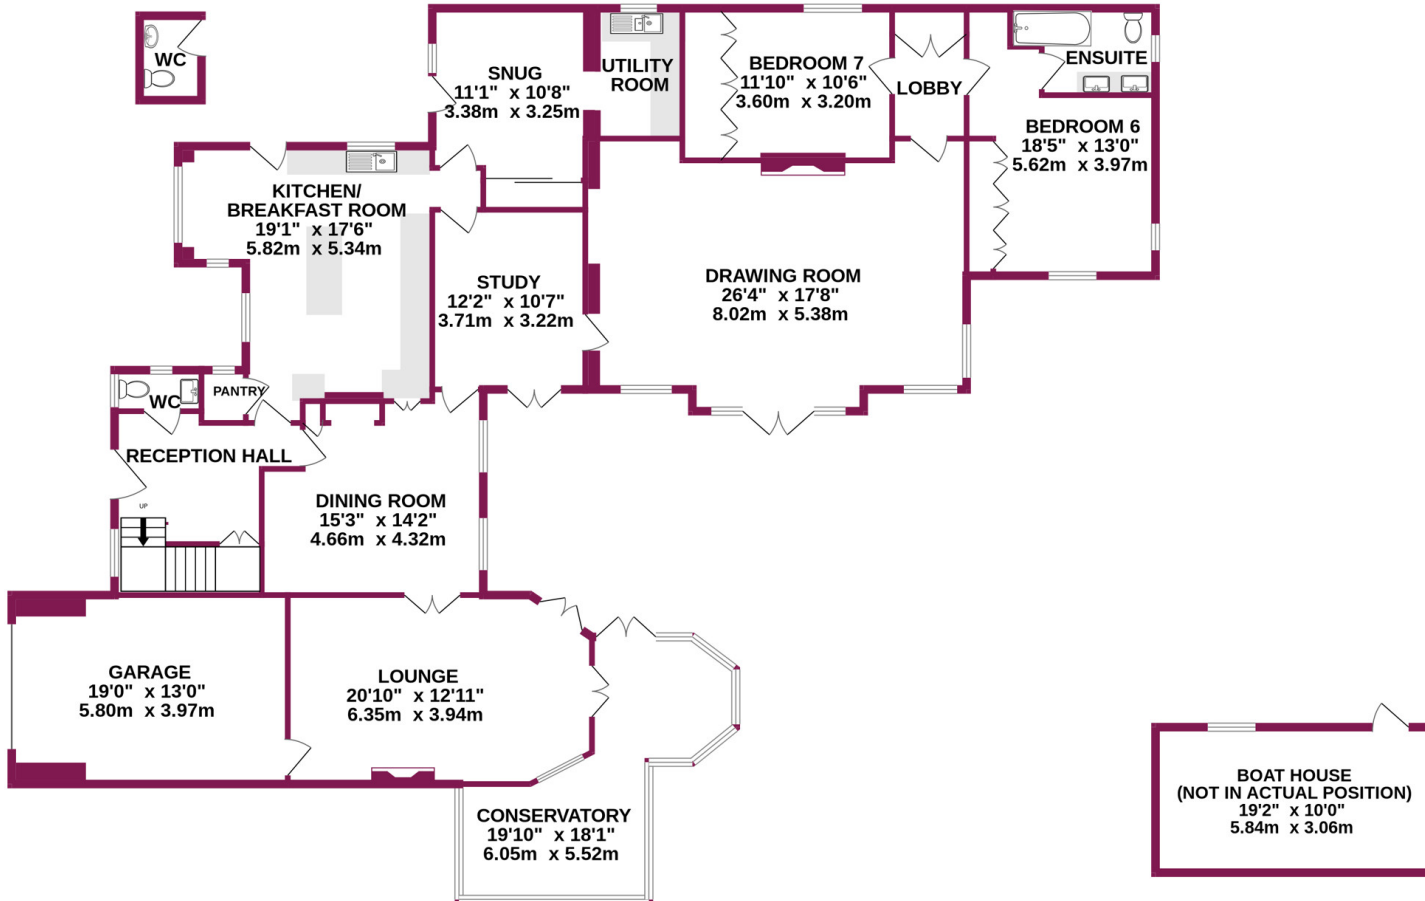 WC
SNUG
11'1" x 10'8"
3.38m x 3.25m
UTILITY
ROOM
BEDROOM 7
11'10" x 10'6"
3.60m x 3.20m
LOBBY
ENSUITE
BEDROOM 6
18'5" x 13'0"
5.62m x 3.97m
KITCHEN/
BREAKFAST ROOM
19'1" x 17'6"
5.82m x 5.34m
STUDY
12'2" x 10'7"
3.71m x 3.22m
DRAWING ROOM
26'4" x 17'8"
8.02m x 5.38m
WC
PANTRY
RECEPTION HALL
UP
DINING ROOM
15'3" x 14'2"
4.66m x 4.32m
GARAGE
19'0" x 13'0"
5.80m x 3.97m
LOUNGE
20'10" x 12'11"
6.35m x 3.94m
CONSERVATORY
19'10" x 18'1"
6.05m x 5.52m
BOAT HOUSE
(NOT IN ACTUAL POSITION)
19'2" x 10'0"
5.84m x 3.06m